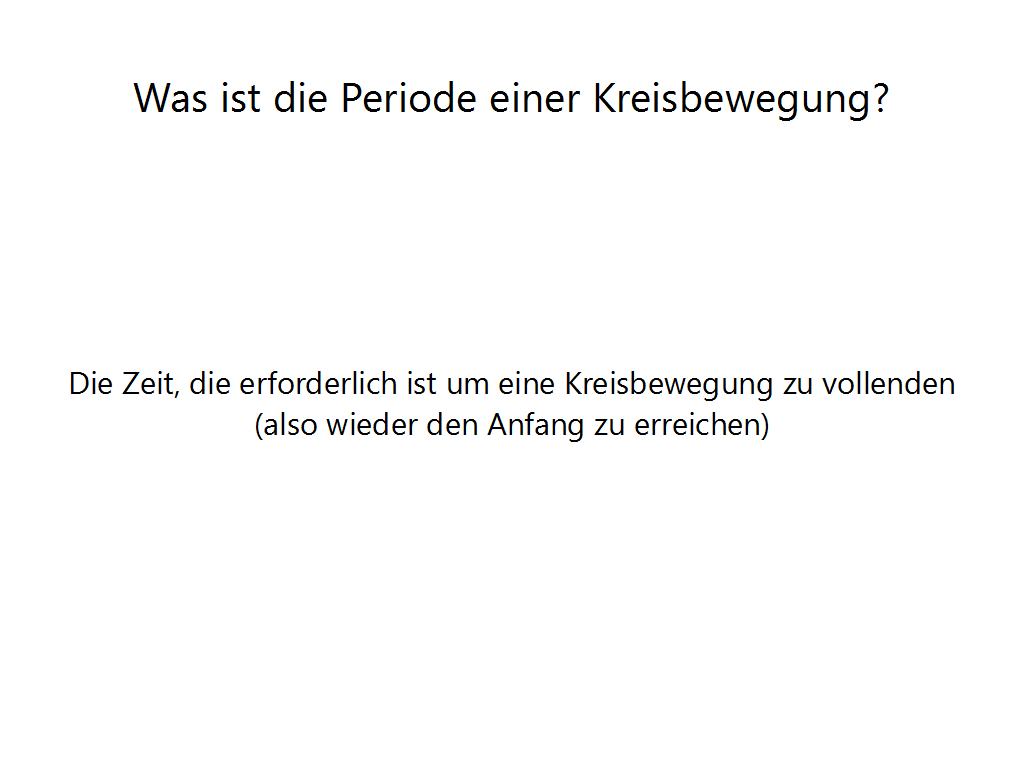 Was ist die Periode einer Kreisbewegung?
Die Zeit, die erforderlich ist um eine Kreisbewegung zu vollenden
(also wieder den Anfang zu erreichen)